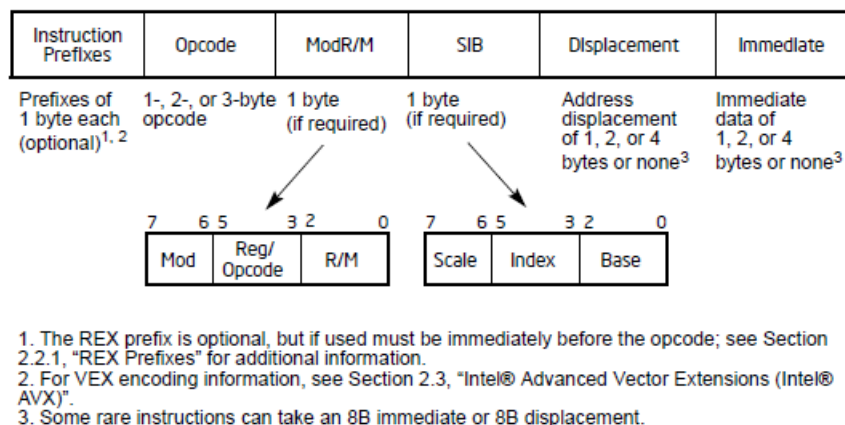 Instruction Prefixes Opcode ModR/M SIB Displacement Immediate
Prefixes of 1 byte each (optional)1, 2
1-, 2-, or 3-byte opcode
1 byte (if required)
1 byte (if required)
Address displacement of 1, 2, or 4 bytes or none3
Immediate data of 1, 2, or 4 bytes or none3
7 6 5 3 2 0
Mod Reg/Opcode R/M
7 6 5 3 2 0
Scale Index Base
1. The REX prefix is optional, but if used must be immediately before the opcode; see Section
2.2.1, “REX Prefixes” for additional information.
2. For VEX encoding information, see Section 2.3, “Intel® Advanced Vector Extensions (Intel®
AVX)”.
3. Some rare instructions can take an 8B immediate or 8B displacement.